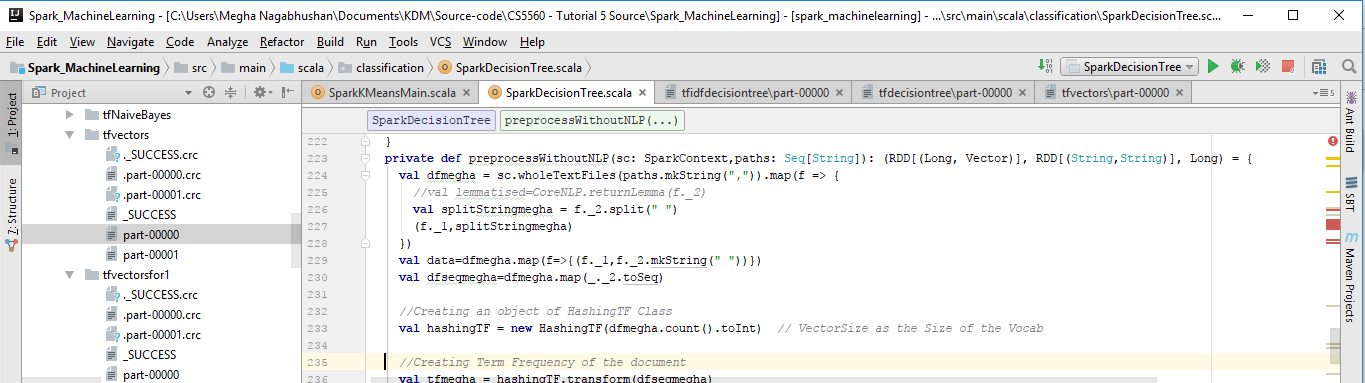 Spark_MachineLearning - [C:\Users\Megha Nagabhushan\Documents\KDM\Source-code\CS5560 - Tutorial 5 Source\Spark_MachineLearning] - [spark_machinelearning] - ...\src\main\scala\classification\SparkDecisionTree.sc...
File Edit View Navigate Code Analyze Refactor Build Run Tools VCS Window Help
Spark_MachineLearning src main scala classification SparkDecisionTree.scala SparkDecisionTree
Project SparkKMeansMain.scala SparkDecisionTree.scala tfidfdecisiontree\part-00000 tfdecisiontree\part-00000 tfvectors\part-00000
1: Project
7: Structure
tfNaiveBayes
tfvectors
._SUCCESS.crc
.part-00000.crc
.part-00001.crc
_SUCCESS
part-00000
part-00001
tfvectorsfor1
._SUCCESS.crc
.part-00000.crc
.part-00001.crc
_SUCCESS
part-00000
SparkDecisionTree preprocessWithoutNLP(...)
222 }
223 private def preprocessWithoutNLP(sc: SparkContext,paths: Seq[String]): (RDD[(Long, Vector)], RDD[(String,String)], Long) = {
224 val dfmegha = sc.wholeTextFiles(paths.mkString(",")).map(f => {
225 //val lemmatised=CoreNLP.returnLemma(f._2)
226 val splitStringmegha = f._2.split(" ")
227 (f._1,splitStringmegha)
228 })
229 val data=dfmegha.map(f=>{(f._1,f._2.mkString(" "))})
230 val dfseqmegha=dfmegha.map(_._2.toSeq)
231
232 //Creating an object of HashingTF Class
233 val hashingTF = new HashingTF(dfmegha.count().toInt) // VectorSize as the Size of the Vocab
234
235 //Creating Term Frequency of the document
236 val tfmegha = hashingTF.transform(dfseqmegha)
Ant Build
SBT
Maven Projects